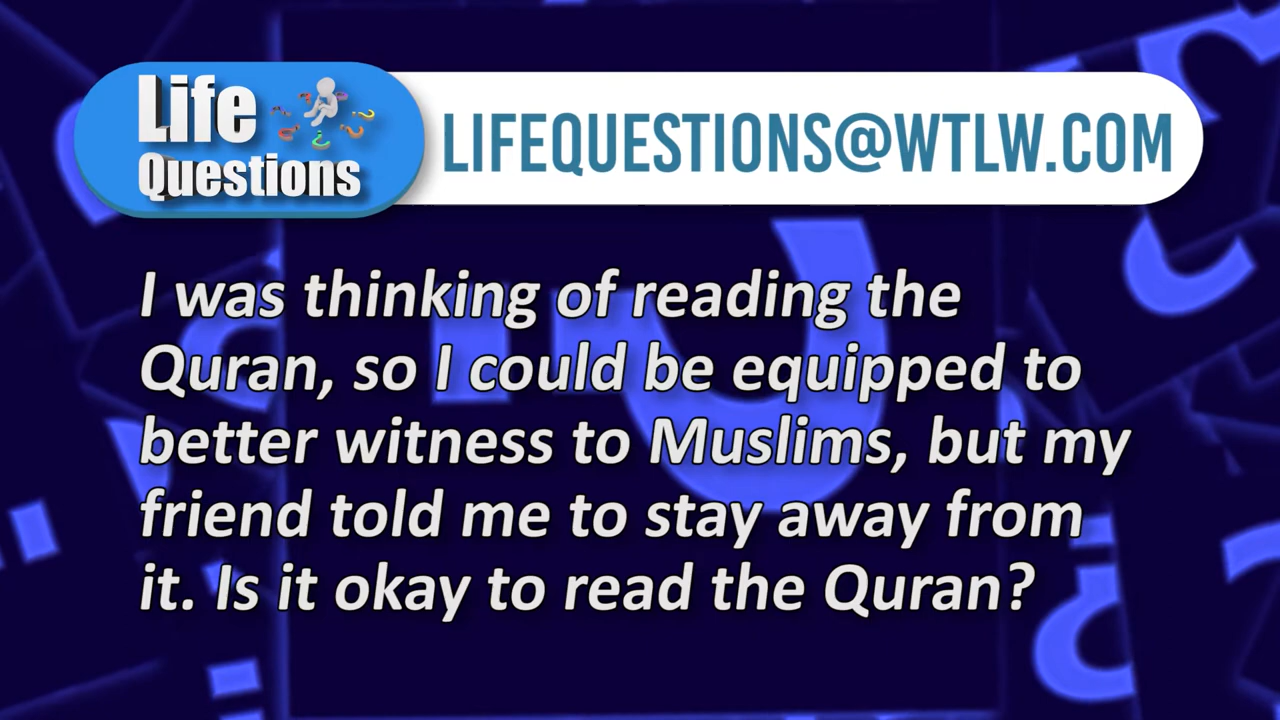 Life
Questions
LIFEQUESTIONS@WTLW.COM
I was thinking of reading the
Quran, so I could be equipped to
better witness to Muslims, but my
friend told me to stay away from
it. Is it okay to read the Quran?